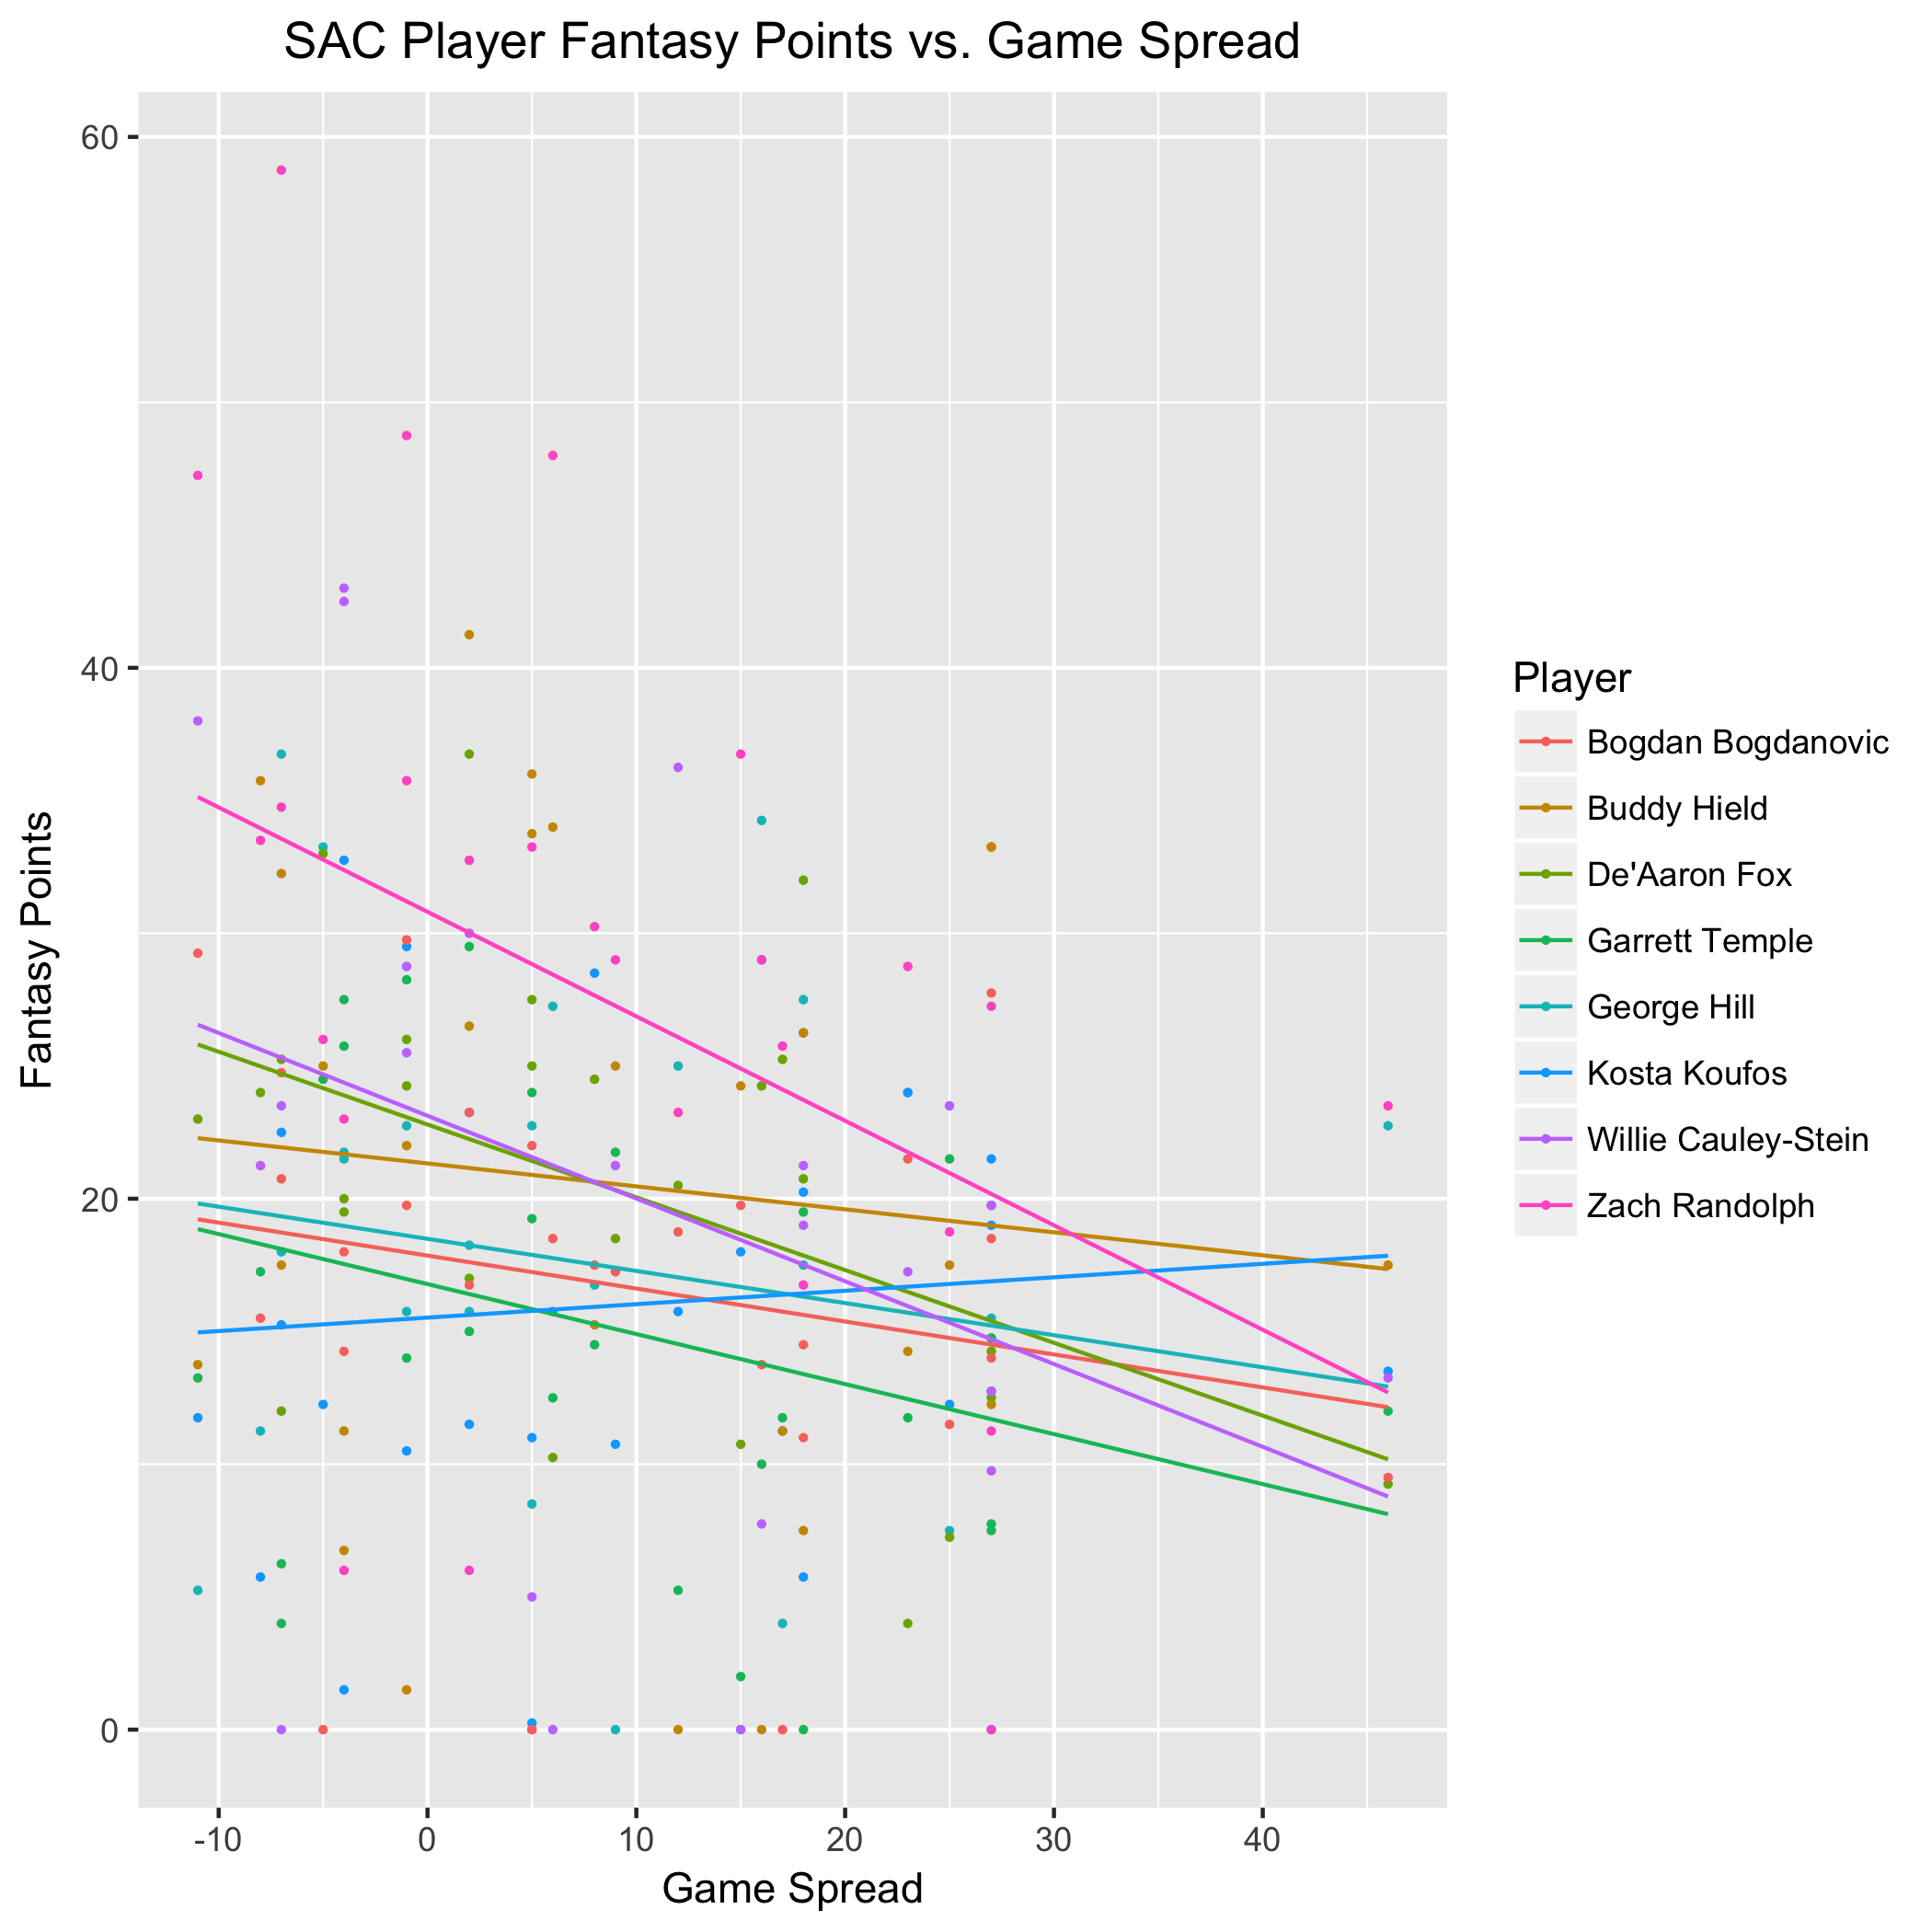 SAC Player Fantasy Points vs. Game Spread
60
40
20
0
Fantasy Points
-10 0 10 20 30 40
Game Spread
Player
Bogdan Bogdanovic
Buddy Hield
De'Aaron Fox
Garrett Temple
George Hill
Kosta Koufos
Willie Cauley-Stein
Zach Randolph